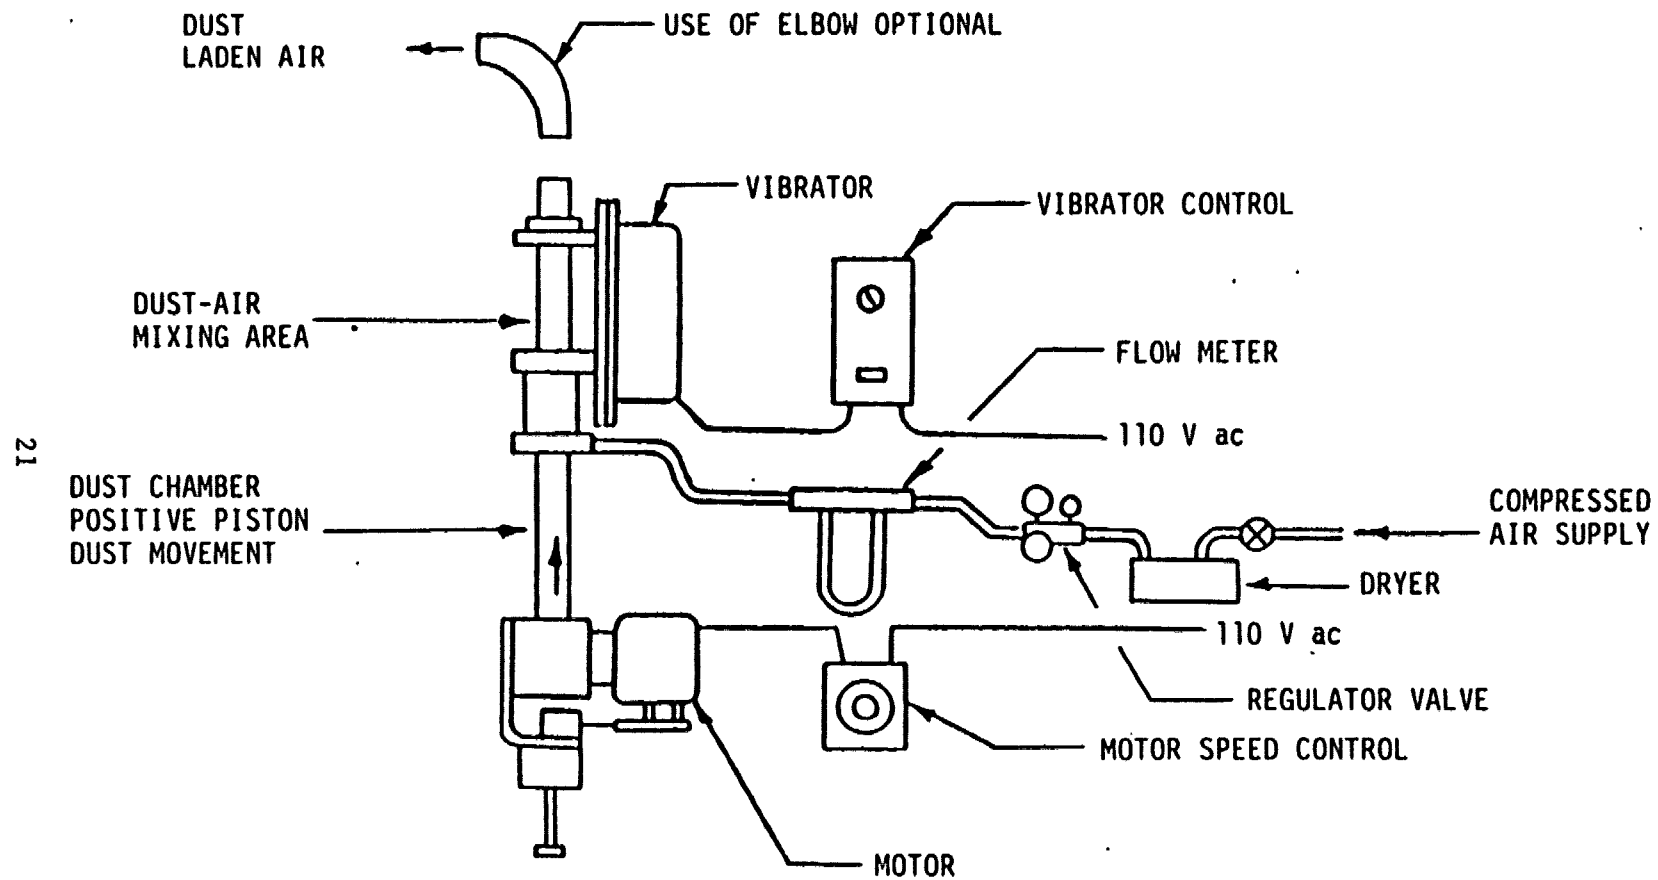 DUST
LADEN AIR
USE OF ELBOW OPTIONAL
VIBRATOR
VIBRATOR CONTROL
DUST-AIR
MIXING AREA
FLOW METER
110 V ac
21
DUST CHAMBER
POSITIVE PISTON
DUST MOVEMENT
COMPRESSED
AIR SUPPLY
DRYER
110 V ac
REGULATOR VALVE
MOTOR SPEED CONTROL
MOTOR